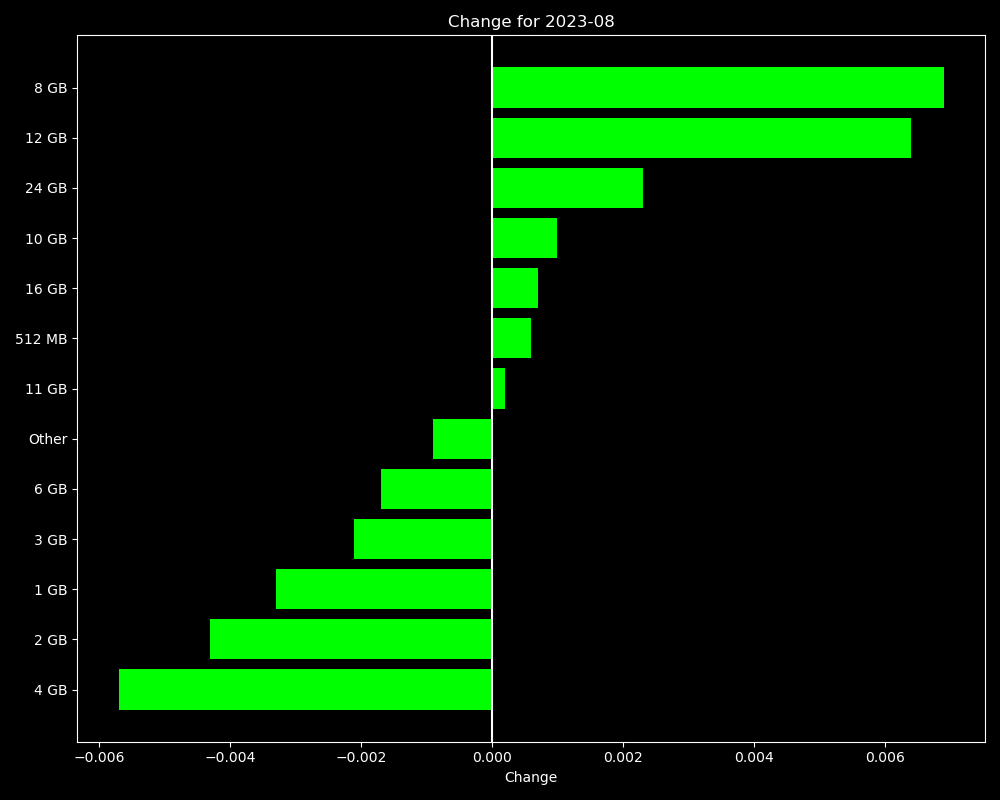 Change for 2023-08
8 GB
12 GB
24 GB
10 GB
16 GB
512 MB
11 GB
Other
6 GB
3 GB
1 GB
2 GB
4 GB
−0.006 −0.004 −0.002 0.000 0.002 0.004 0.006
Change